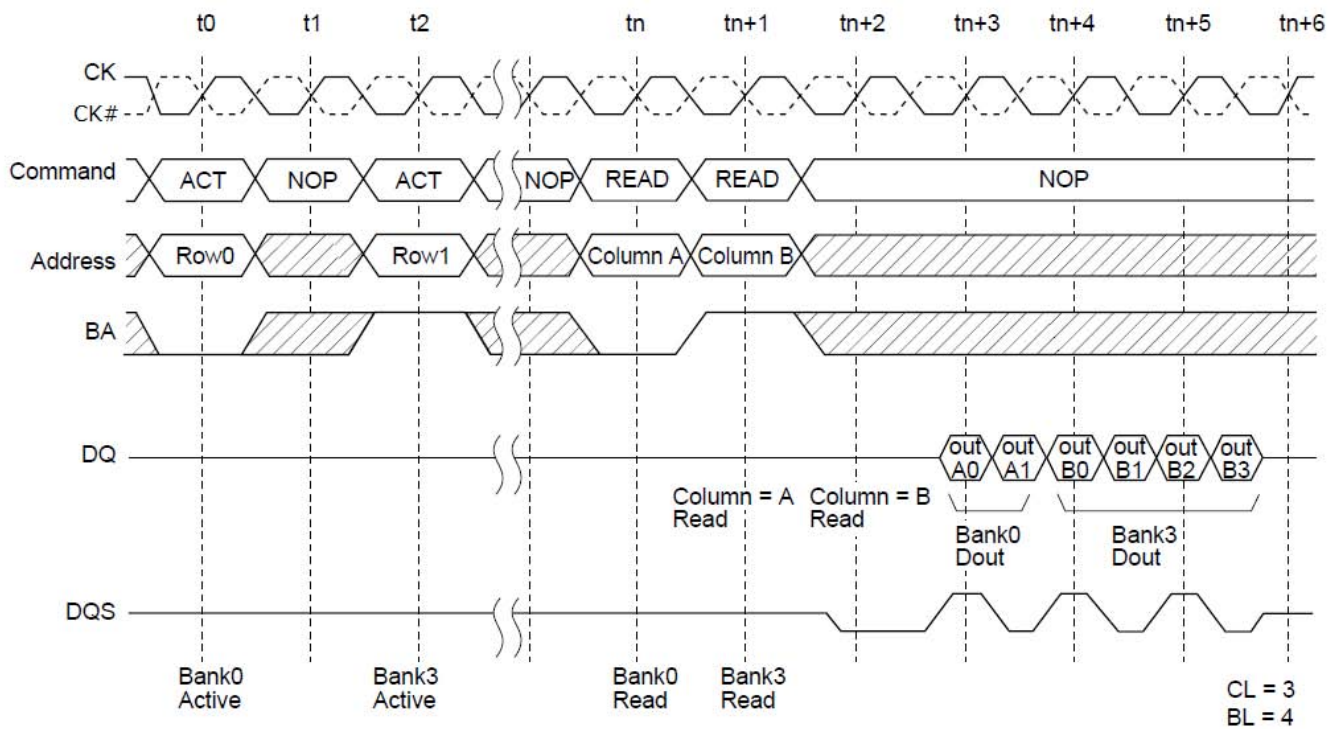 t0 t1 t2 tn tn+1 tn+2 tn+3 tn+4 tn+5 tn+6
CK
CK#
Command ACT NOP ACT NOP READ READ NOP
Address Row0 Row1 Column A Column B
BA
DQ out A0 out A1 out B0 out B1 out B2 out B3
Column = A Column = B
Read Read
Bank0 Bank3
Dout Dout
DQS
Bank0 Bank3 Bank0 Bank3
Active Active Read Read
CL = 3
BL = 4